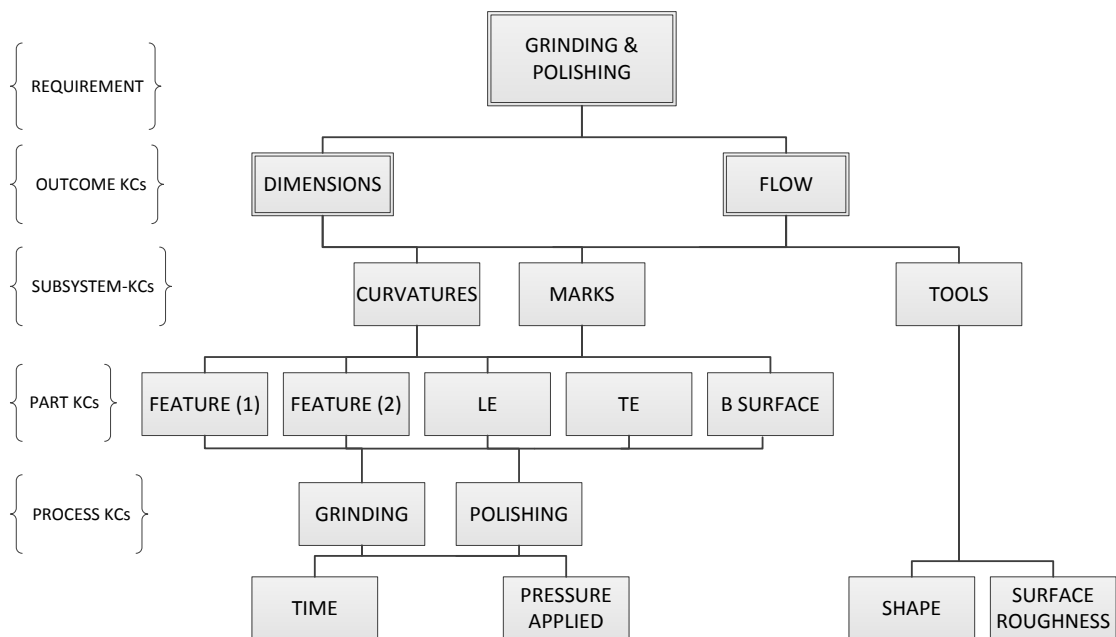 GRINDING &
POLISHING
REQUIREMENT
OUTCOME KCs
DIMENSIONS
FLOW
SUBSYSTEM-KCs
CURVATURES
MARKS
TOOLS
PART KCs
FEATURE (1)
FEATURE (2)
LE
TE
B SURFACE
PROCESS KCs
GRINDING
POLISHING
TIME
PRESSURE
APPLIED
SHAPE
SURFACE
ROUGHNESS